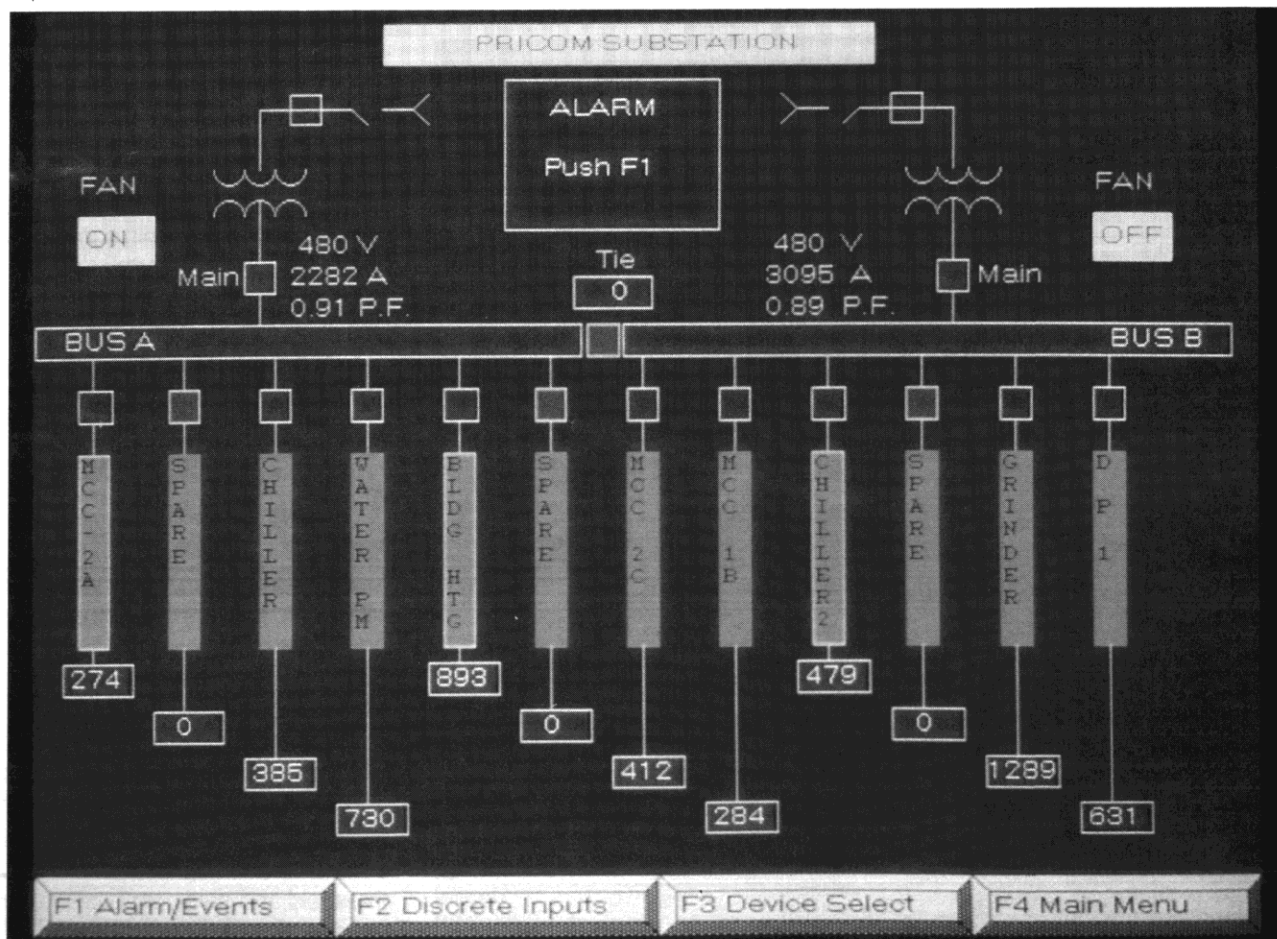 PRICOM SUBSTATION
ALARM
Push F1
FAN
ON
FAN
OFF
480 V
2282 A
0.91 P.F.
Main
Tie
0
480 V
3095 A
0.89 P.F.
Main
BUS A
BUS B
MCC-2A
SPARE
CHILLER
WATER PM
BLDG HTG
SPARE
MCC 2C
MCC 1B
CHILLER2
SPARE
GRINDER
D P 1
274
0
385
730
893
0
412
284
479
0
1289
631
F1 Alarm/Events
F2 Discrete Inputs
F3 Device Select
F4 Main Menu